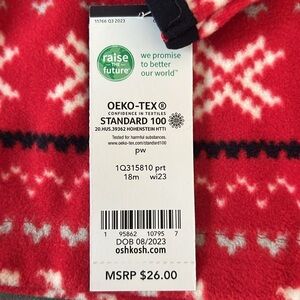 11766 Q3 2023
raise
THE
future
we promise
to better
our world™
OEKO-TEX®
CONFIDENCE IN TEXTILES
STANDARD 100
20.HUS.39362 HOHENSTEIN HTTI
Tested for harmful substances.
www.oeko-tex.com/standard100
pw
1Q315810 prt
18m wi23
1 95862 10795 7
DOB 08/2023
oshkosh.com
MSRP $26.00